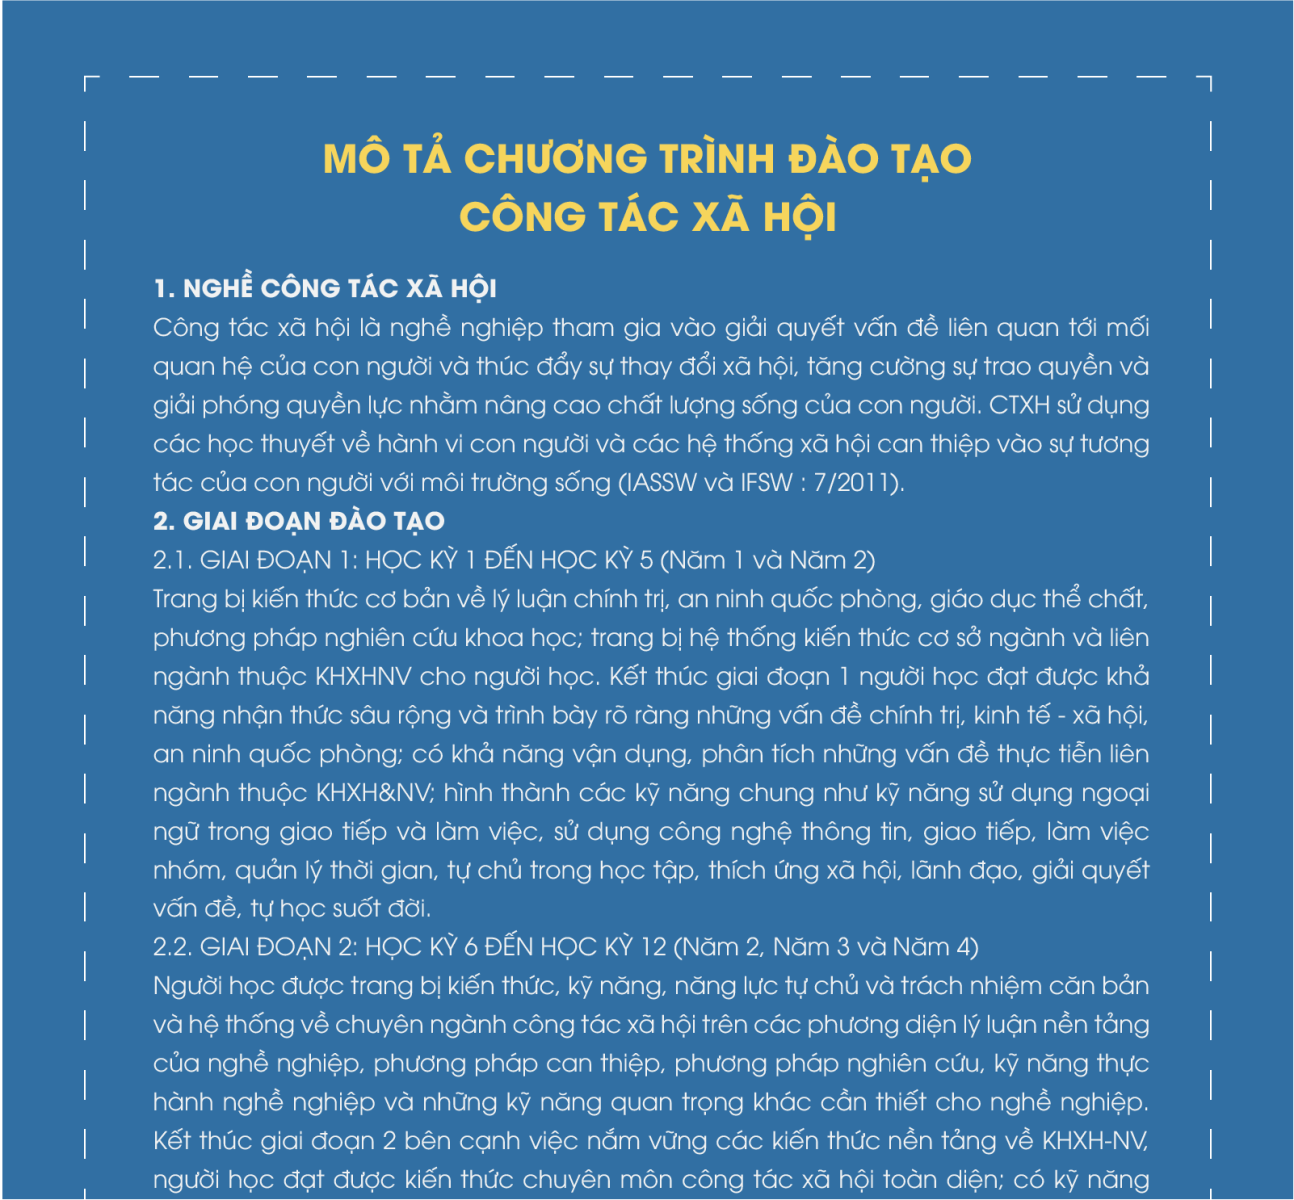 MÔ TẢ CHƯƠNG TRÌNH ĐÀO TẠO
CÔNG TÁC XÃ HỘI
1. NGHỀ CÔNG TÁC XÃ HỘI
Công tác xã hội là nghề nghiệp tham gia vào giải quyết vấn đề liên quan tới mối
quan hệ của con người và thúc đẩy sự thay đổi xã hội, tăng cường sự trao quyền và
giải phóng quyền lực nhằm nâng cao chất lượng sống của con người. CTXH sử dụng
các học thuyết về hành vi con người và các hệ thống xã hội can thiệp vào sự tương
tác của con người với môi trường sống (IASSW và IFSW : 7/2011).
2. GIAI ĐOẠN ĐÀO TẠO
2.1. GIAI ĐOẠN 1: HỌC KỲ 1 ĐẾN HỌC KỲ 5 (Năm 1 và Năm 2)
Trang bị kiến thức cơ bản về lý luận chính trị, an ninh quốc phòng, giáo dục thể chất,
phương pháp nghiên cứu khoa học; trang bị hệ thống kiến thức cơ sở ngành và liên
ngành thuộc KHXHNV cho người học. Kết thúc giai đoạn 1 người học đạt được khả
năng nhận thức sâu rộng và trình bày rõ ràng những vấn đề chính trị, kinh tế - xã hội,
an ninh quốc phòng; có khả năng vận dụng, phân tích những vấn đề thực tiễn liên
ngành thuộc KHXH&NV; hình thành các kỹ năng chung như kỹ năng sử dụng ngoại
ngữ trong giao tiếp và làm việc, sử dụng công nghệ thông tin, giao tiếp, làm việc
nhóm, quản lý thời gian, tự chủ trong học tập, thích ứng xã hội, lãnh đạo, giải quyết
vấn đề, tự học suốt đời.
2.2. GIAI ĐOẠN 2: HỌC KỲ 6 ĐẾN HỌC KỲ 12 (Năm 2, Năm 3 và Năm 4)
Người học được trang bị kiến thức, kỹ năng, năng lực tự chủ và trách nhiệm căn bản
và hệ thống về chuyên ngành công tác xã hội trên các phương diện lý luận nền tảng
của nghề nghiệp, phương pháp can thiệp, phương pháp nghiên cứu, kỹ năng thực
hành nghề nghiệp và những kỹ năng quan trọng khác cần thiết cho nghề nghiệp.
Kết thúc giai đoạn 2 bên cạnh việc nắm vững các kiến thức nền tảng về KHXH-NV,
người học đạt được kiến thức chuyên môn công tác xã hội toàn diện; có kỹ năng